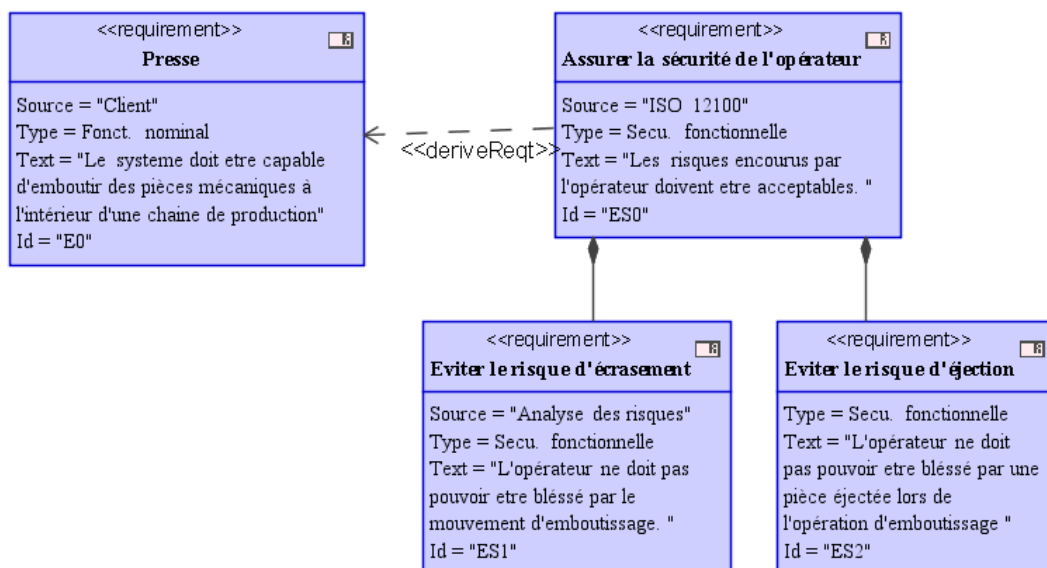 <<requirement>>
Presse
Source = "Client"
Type = Fonct. nominal
Text = "Le systeme doit etre capable
d'emboutir des pièces mécaniques à
l'intérieur d'une chaine de production"
Id = "E0"
<<deriveReqt>>
<<requirement>>
Assurer la sécurité de l'opérateur
Source = "ISO 12100"
Type = Secu. fonctionnelle
Text = "Les risques encourus par
l'opérateur doivent etre acceptables. "
Id = "ES0"
<<requirement>>
Eviter le risque d'écrasement
Source = "Analyse des risques"
Type = Secu. fonctionnelle
Text = "L'opérateur ne doit pas
pouvoir etre bléssé par le
mouvement d'emboutissage. "
Id = "ES1"
<<requirement>>
Eviter le risque d'éjection
Type = Secu. fonctionnelle
Text = "L'opérateur ne doit
pas pouvoir etre bléssé par une
pièce éjectée lors de
l'opération d'emboutissage "
Id = "ES2"